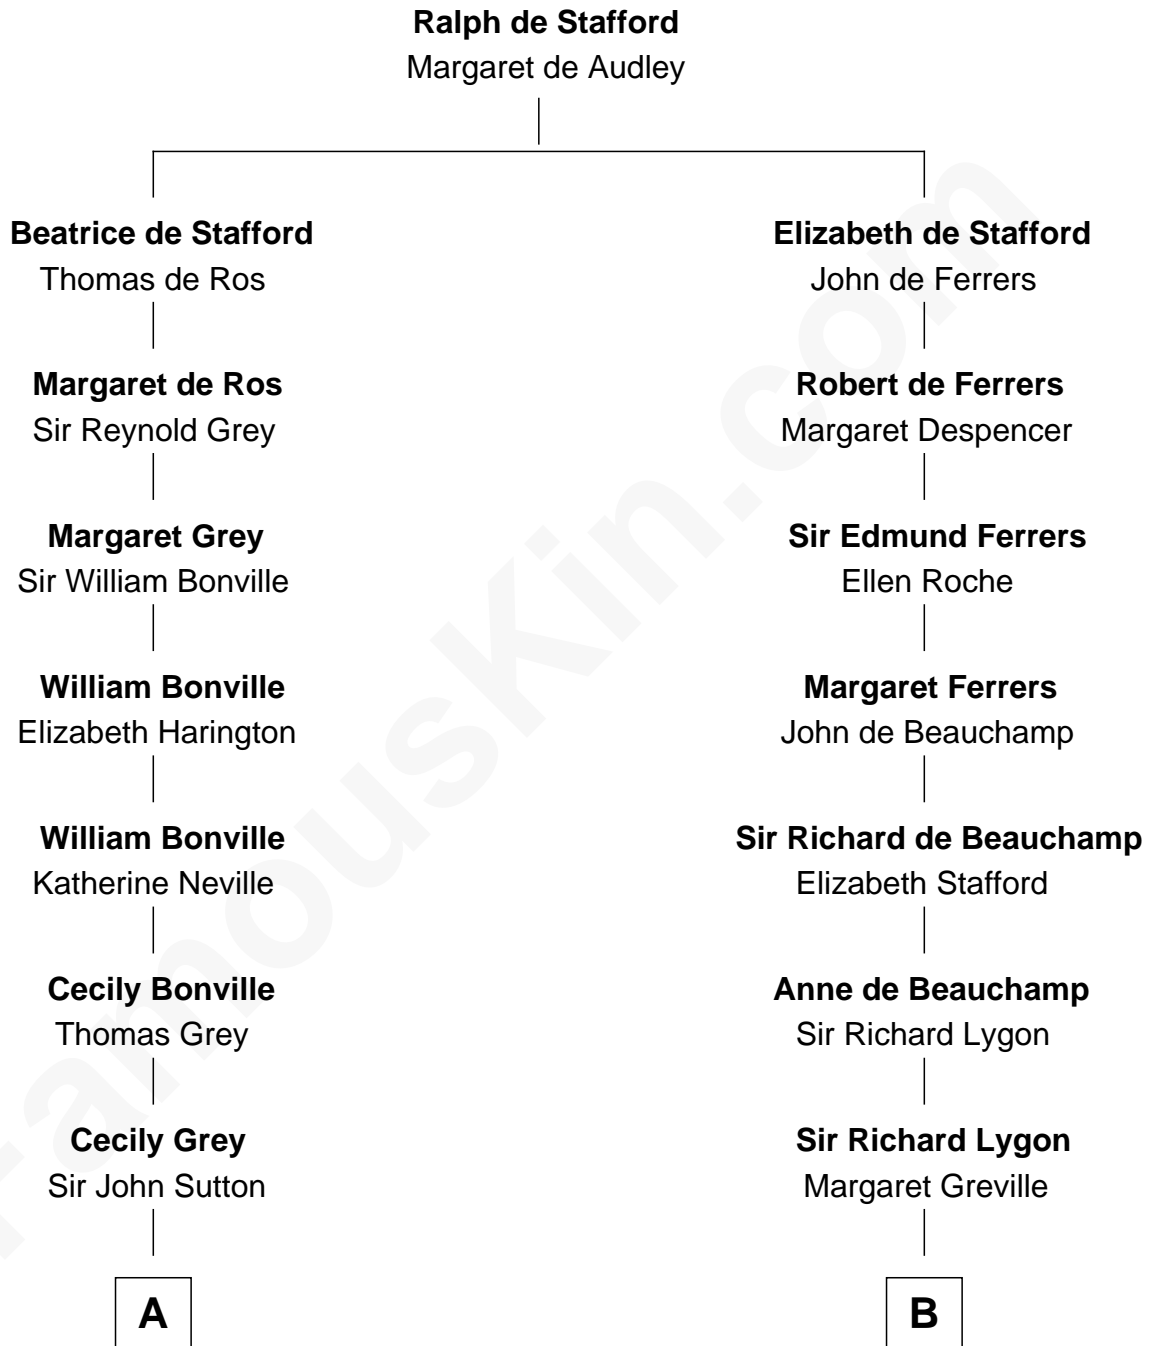 Ralph de Stafford
Margaret de Audley
Beatrice de Stafford
Thomas de Ros
Elizabeth de Stafford
John de Ferrers
Margaret de Ros
Sir Reynold Grey
Robert de Ferrers
Margaret Despencer
Margaret Grey
Sir William Bonville
Sir Edmund Ferrers
Ellen Roche
William Bonville
Elizabeth Harington
Margaret Ferrers
John de Beauchamp
William Bonville
Katherine Neville
Sir Richard de Beauchamp
Elizabeth Stafford
Cecily Bonville
Thomas Grey
Anne de Beauchamp
Sir Richard Lygon
Cecily Grey
Sir John Sutton
Sir Richard Lygon
Margaret Greville
A
B
FamousKin.com